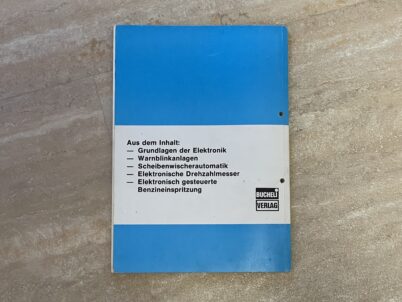 Aus dem Inhalt:
— Grundlagen der Elektronik
— Warnblinkanlagen
— Scheibenwischerautomatik
— Elektronische Drehzahlmesser
— Elektronisch gesteuerte
Benzineinspritzung
BUCHELI
VERLAG